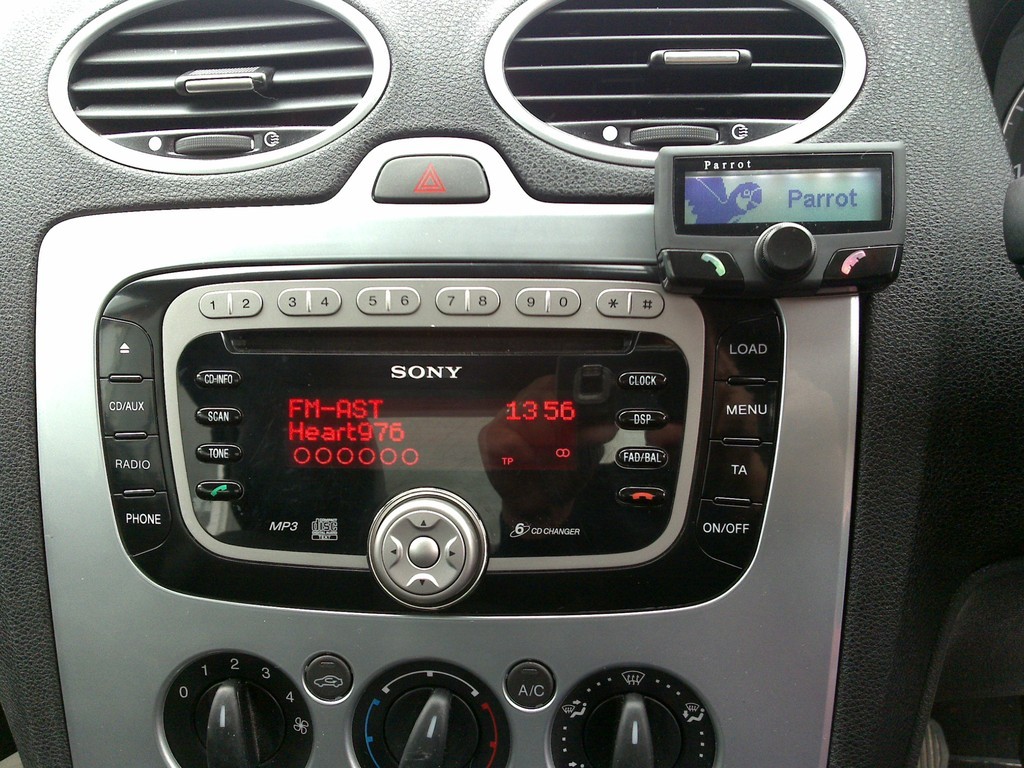 Parrot
Parrot
1 2 3 4 5 6 7 8 9 0 * #
SONY
LOAD
CD-INFO
CLOCK
CD/AUX
SCAN
FM-AST 13 56
DSP
MENU
Heart976
RADIO
TONE
TP
FAD/BAL
TA
PHONE
MP3
disc
TEXT
6 CD CHANGER
ON/OFF
0 1 2 3 4
A/C